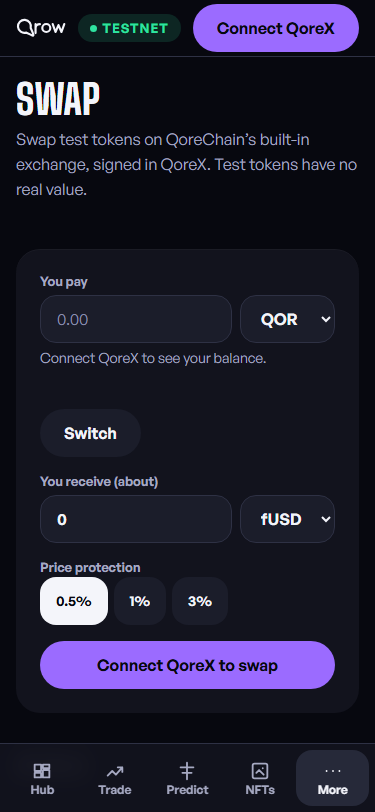 Qrow
TESTNET
Connect QoreX
SWAP
Swap test tokens on QoreChain's built-in
exchange, signed in QoreX. Test tokens have no
real value.
You pay
0.00
QOR
Connect QoreX to see your balance.
Switch
You receive (about)
0
fUSD
Price protection
0.5%
1%
3%
Connect QoreX to swap
Hub
Trade
Predict
NFTs
More